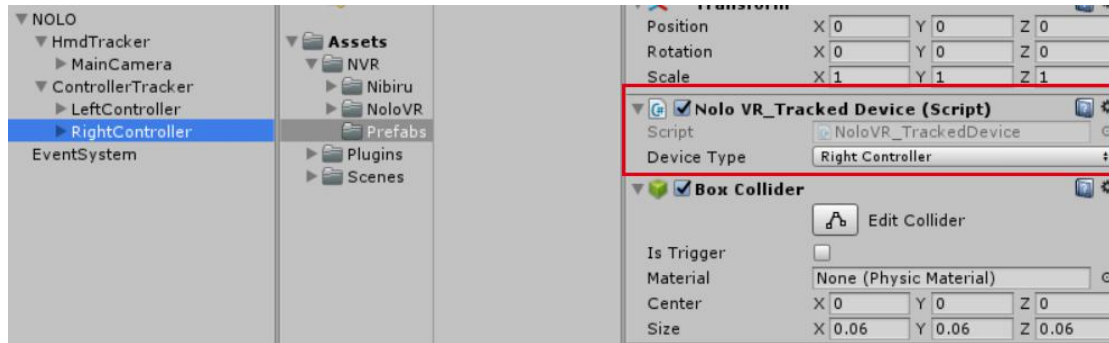 NOLO
HmdTracker
MainCamera
ControllerTracker
LeftController
RightController
EventSystem
Assets
NVR
Nibiru
NoloVR
Prefabs
Plugins
Scenes
Transform
Position X 0 Y 0 Z 0
Rotation X 0 Y 0 Z 0
Scale X 1 Y 1 Z 1
Nolo VR_Tracked Device (Script)
Script NoloVR_TrackedDevice
Device Type Right Controller
Box Collider
Edit Collider
Is Trigger
Material None (Physic Material)
Center X 0 Y 0 Z 0
Size X 0.06 Y 0.06 Z 0.06